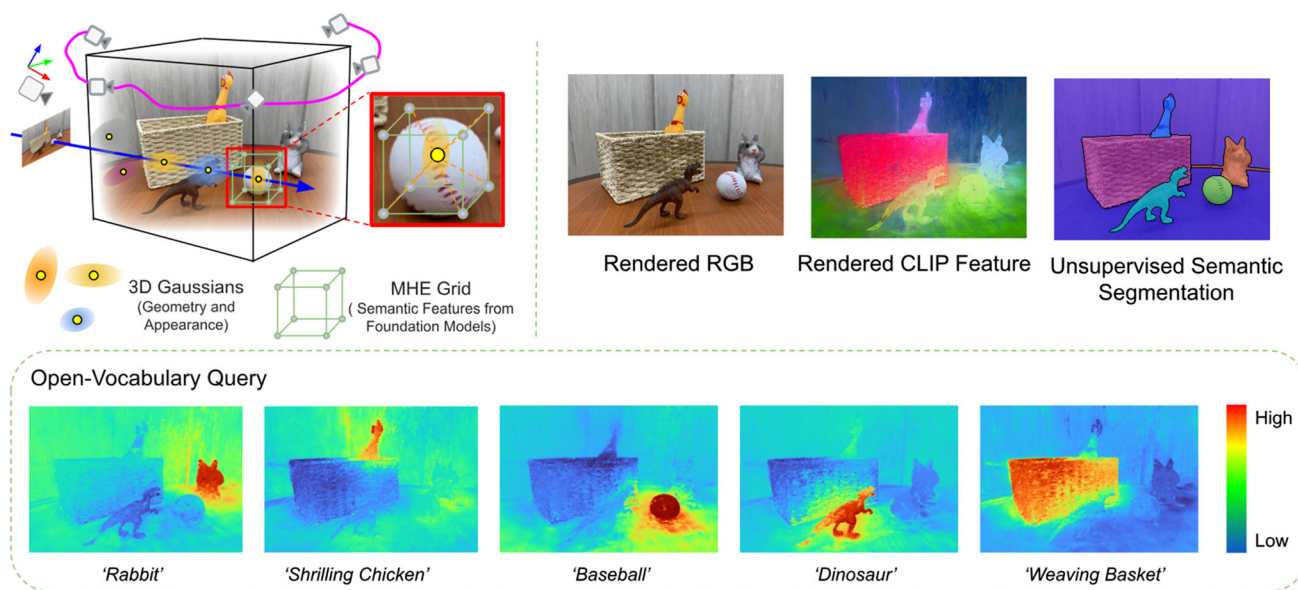 3D Gaussians
(Geometry and
Appearance)
MHE Grid
( Semantic Features from
Foundation Models)
Rendered RGB
Rendered CLIP Feature
Unsupervised Semantic
Segmentation
Open-Vocabulary Query
High
Low
‘Rabbit’
‘Shrilling Chicken’
‘Baseball’
‘Dinosaur’
‘Weaving Basket’